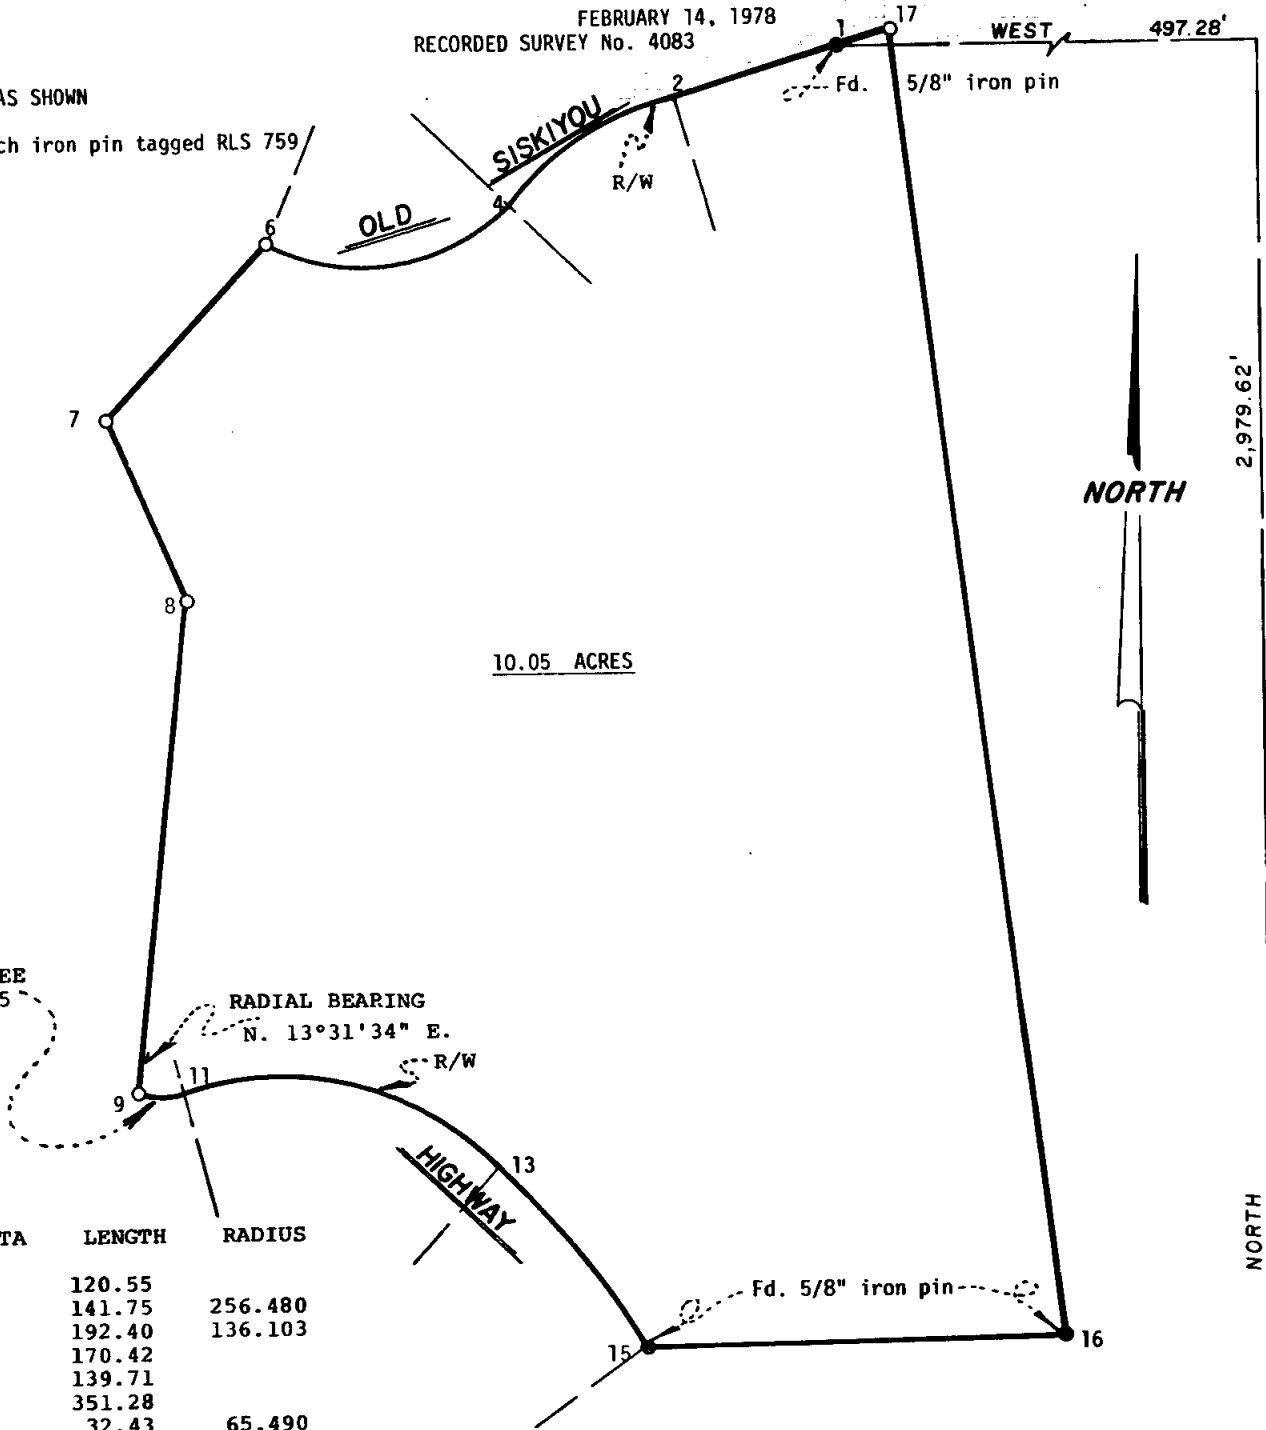 FEBRUARY 14, 1978
RECORDED SURVEY No. 4083
1
17
WEST
497.28'
AS SHOWN
2
Fd. 5/8" iron pin
ch iron pin tagged RLS 759
SISKIYOU
R/W
4
6
OLD
7
2,979.62'
NORTH
8
10.05 ACRES
EE
5
RADIAL BEARING
N. 13°31'34" E.
R/W
11
9
13
HIGHWAY
NORTH
TA LENGTH RADIUS
120.55
141.75 256.480
192.40 136.103
170.42
139.71
351.28
32.43 65.490
Fd. 5/8" iron pin
15
16